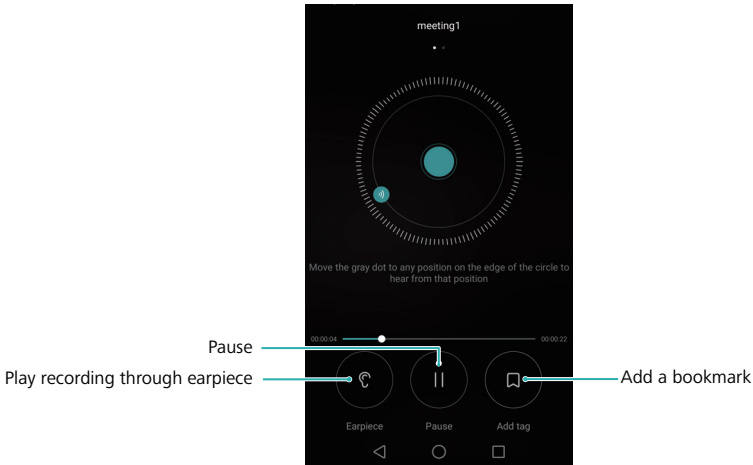 meeting1
Move the gray dot to any position on the edge of the circle to
hear from that position
00:00:04
00:00:22
Pause
Play recording through earpiece
Add a bookmark
Earpiece
Pause
Add tag